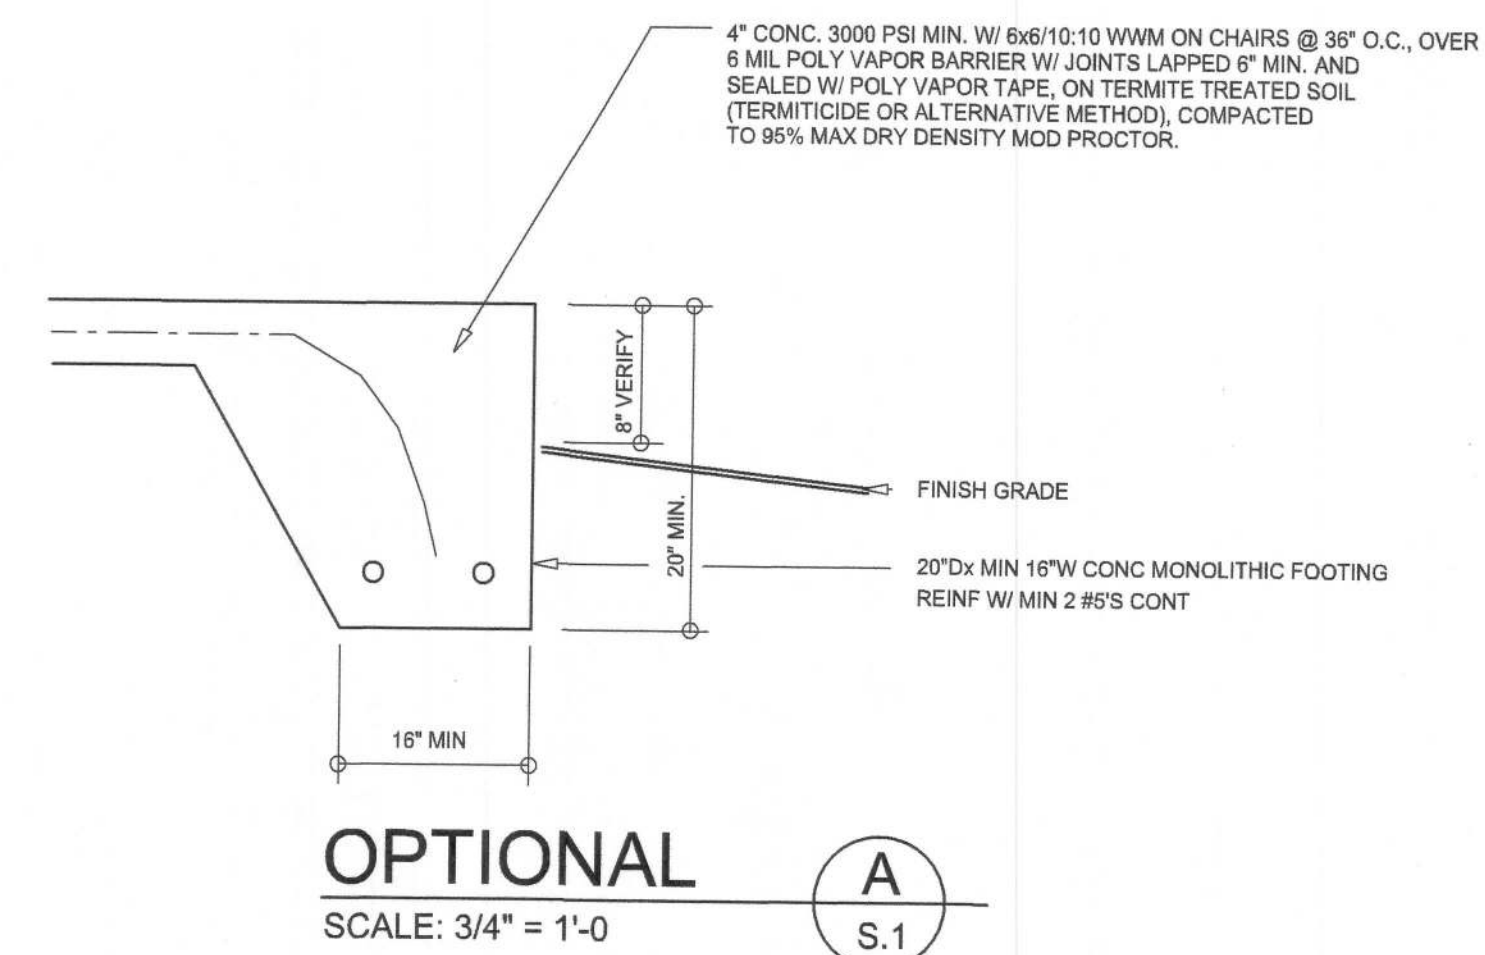 4" CONC. 3000 PSI MIN. W/ 6x6/10:10 WWM ON CHAIRS @ 36" O.C., OVER
6 MIL POLY VAPOR BARRIER W/ JOINTS LAPPED 6" MIN. AND
SEALED W/ POLY VAPOR TAPE, ON TERMITE TREATED SOIL
(TERMITICIDE OR ALTERNATIVE METHOD), COMPACTED
TO 95% MAX DRY DENSITY MOD PROCTOR.
8" VERIFY
20" MIN.
FINISH GRADE
20"Dx MIN 16"W CONC MONOLITHIC FOOTING
REINF W/ MIN 2 #5'S CONT
16" MIN
OPTIONAL
SCALE: 3/4" = 1'-0
A
S.1